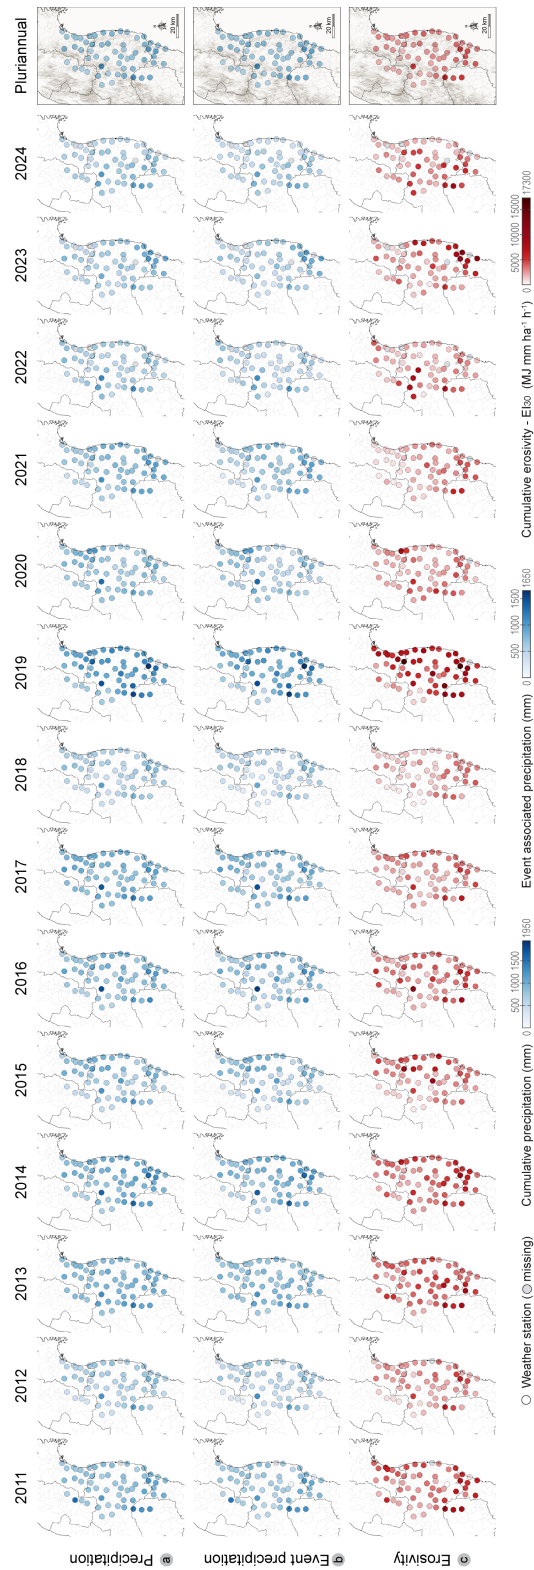 2011 2012 2013 2014 2015 2016 2017 2018 2019 2020 2021 2022 2023 2024 Pluriannual
a Precipitation
20 km
b Event precipitation
20 km
c Erosivity
20 km
Weather station ( missing)
Cumulative precipitation (mm)
500 1000 1500
0 1950
Event associated precipitation (mm)
500 1000 1500
0 1650
Cumulative erosivity - EI30 (MJ mm ha⁻¹ h⁻¹)
5000 10000 15000
0 17300